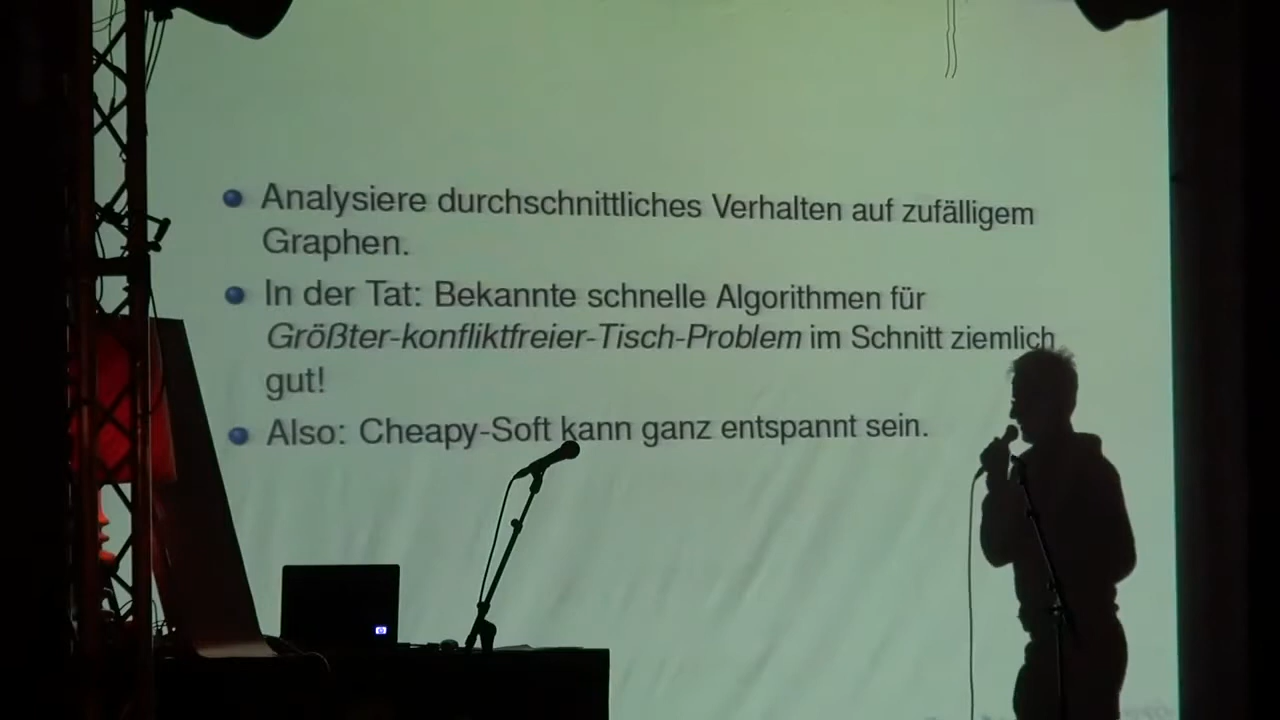 Analysiere durchschnittliches Verhalten auf zufälligem
Graphen.
In der Tat: Bekannte schnelle Algorithmen für
Größter-konfliktfreier-Tisch-Problem im Schnitt ziemlich
gut!
Also: Cheapy-Soft kann ganz entspannt sein.
hp